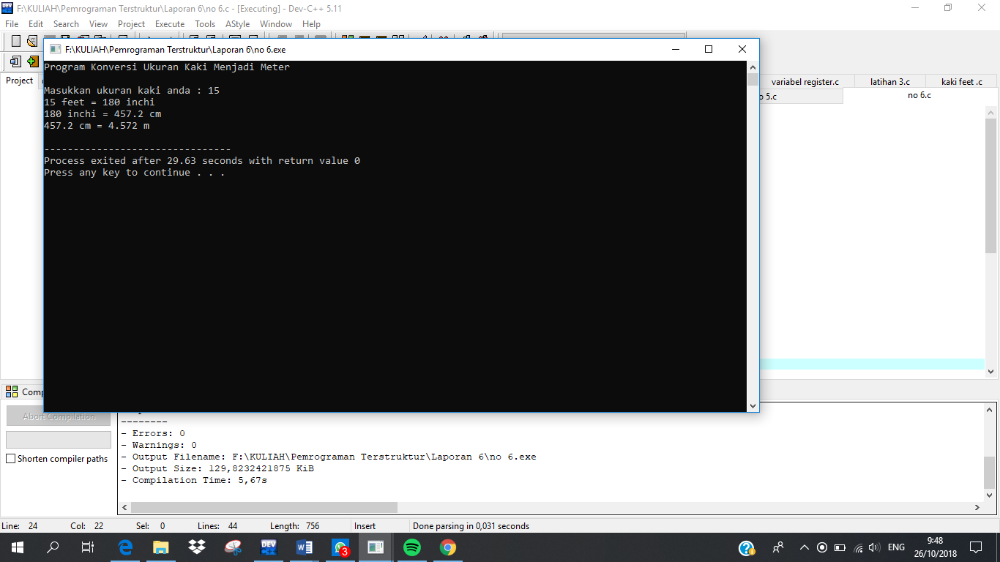 F:\KULIAH\Pemrograman Terstruktur\Laporan 6\no 6.c - [Executing] - Dev-C++ 5.11
File Edit Search View Project Execute Tools AStyle Window Help
F:\KULIAH\Pemrograman Terstruktur\Laporan 6\no 6.exe
Program Konversi Ukuran Kaki Menjadi Meter
Masukkan ukuran kaki anda : 15
15 feet = 180 inchi
180 inchi = 457.2 cm
457.2 cm = 4.572 m
--------------------------------
Process exited after 29.63 seconds with return value 0
Press any key to continue . . .
Project
variabel register.c latihan 3.c kaki feet .c
5.c no 6.c
Abort Compilation
Shorten compiler paths
--------
- Errors: 0
- Warnings: 0
- Output Filename: F:\KULIAH\Pemrograman Terstruktur\Laporan 6\no 6.exe
- Output Size: 129,8232421875 KiB
- Compilation Time: 5,67s
Line: 24 Col: 22 Sel: 0 Lines: 44 Length: 756 Insert Done parsing in 0,031 seconds
DEV
3
ENG
9:48
26/10/2018